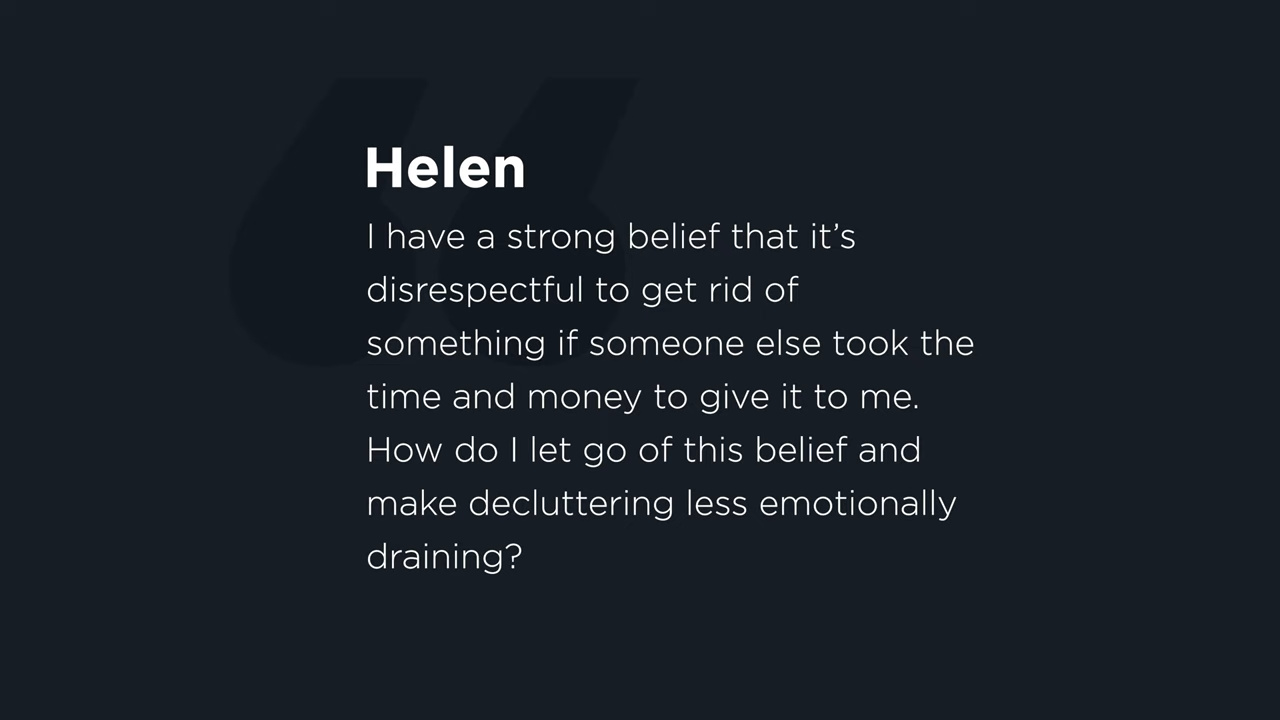 Helen
I have a strong belief that it’s
disrespectful to get rid of
something if someone else took the
time and money to give it to me.
How do I let go of this belief and
make decluttering less emotionally
draining?